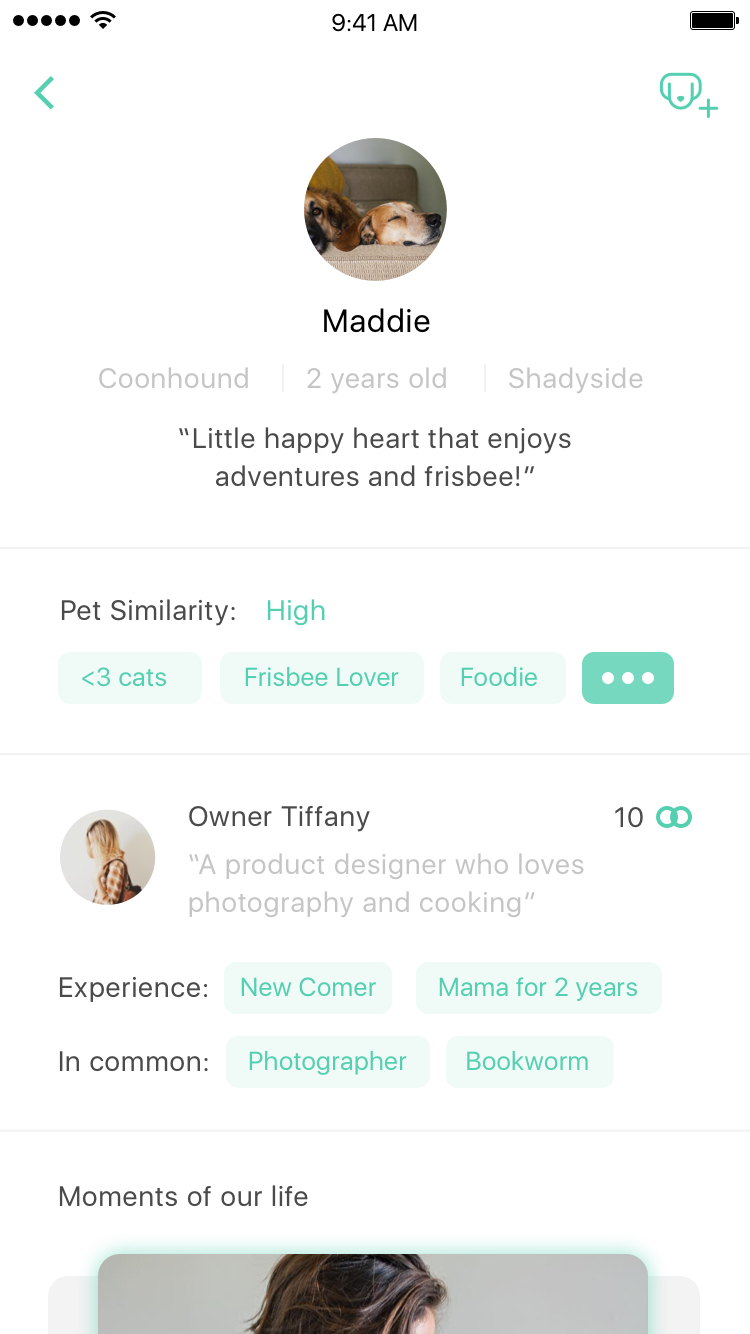 9:41 AM
Maddie
Coonhound 2 years old Shadyside
“Little happy heart that enjoys
adventures and frisbee!”
Pet Similarity: High
<3 cats Frisbee Lover Foodie
Owner Tiffany 10
“A product designer who loves
photography and cooking”
Experience: New Comer Mama for 2 years
In common: Photographer Bookworm
Moments of our life